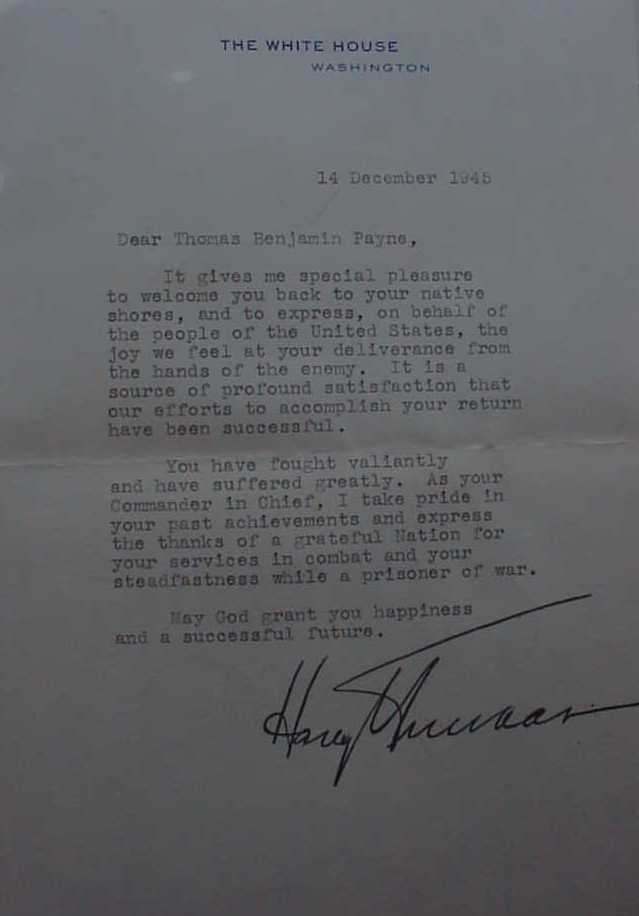 THE WHITE HOUSE
WASHINGTON
14 December 1945
Dear Thomas Benjamin Payne,
It gives me special pleasure
to welcome you back to your native
shores, and to express, on behalf of
the people of the United States, the
joy we feel at your deliverance from
the hands of the enemy. It is a
source of profound satisfaction that
our efforts to accomplish your return
have been successful.
You have fought valiantly
and have suffered greatly. As your
Commander in Chief, I take pride in
your past achievements and express
the thanks of a grateful Nation for
your services in combat and your
steadfastness while a prisoner of war.
May God grant you happiness
and a successful future.
Harry Truman